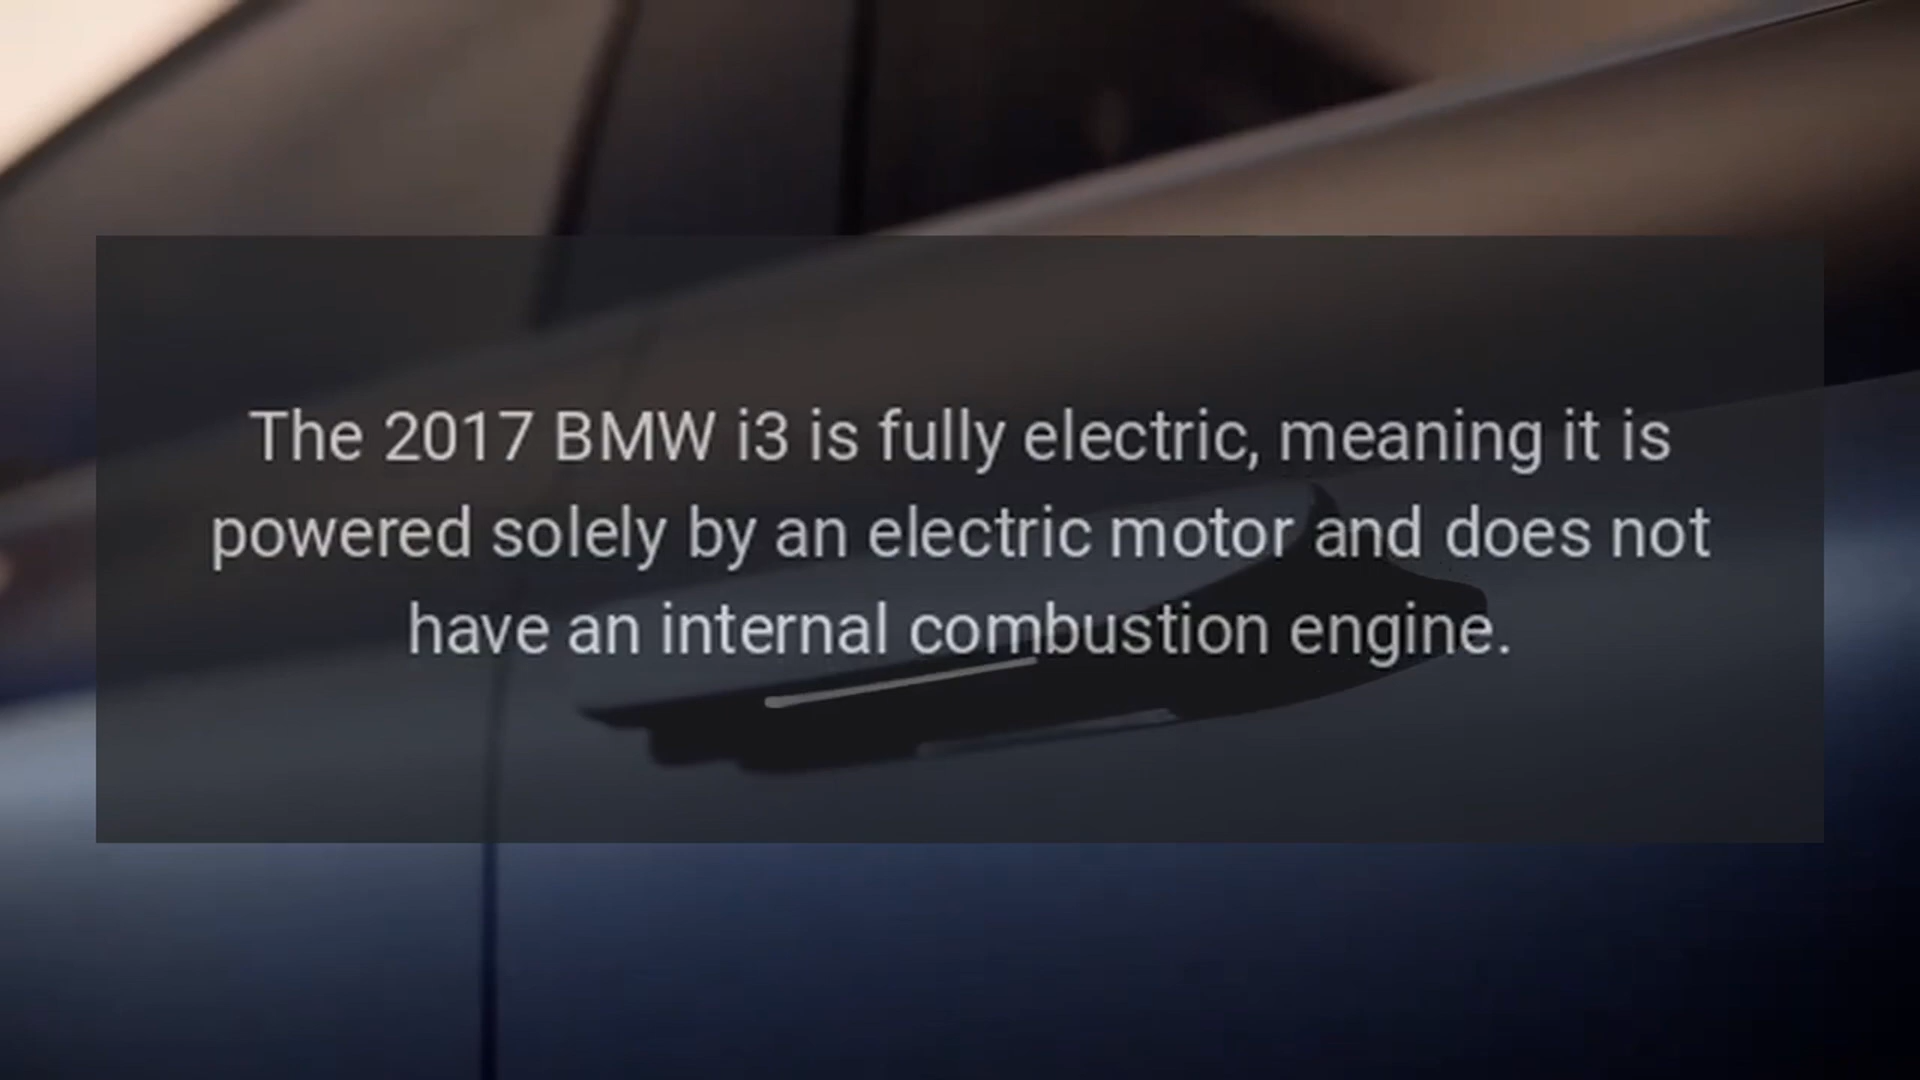 The 2017 BMW i3 is fully electric, meaning it is
powered solely by an electric motor and does not
have an internal combustion engine.